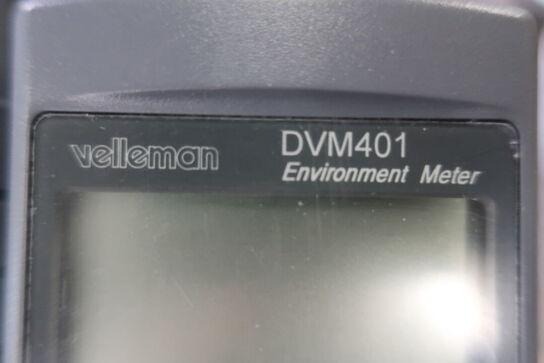 velleman
DVM401
Environment Meter